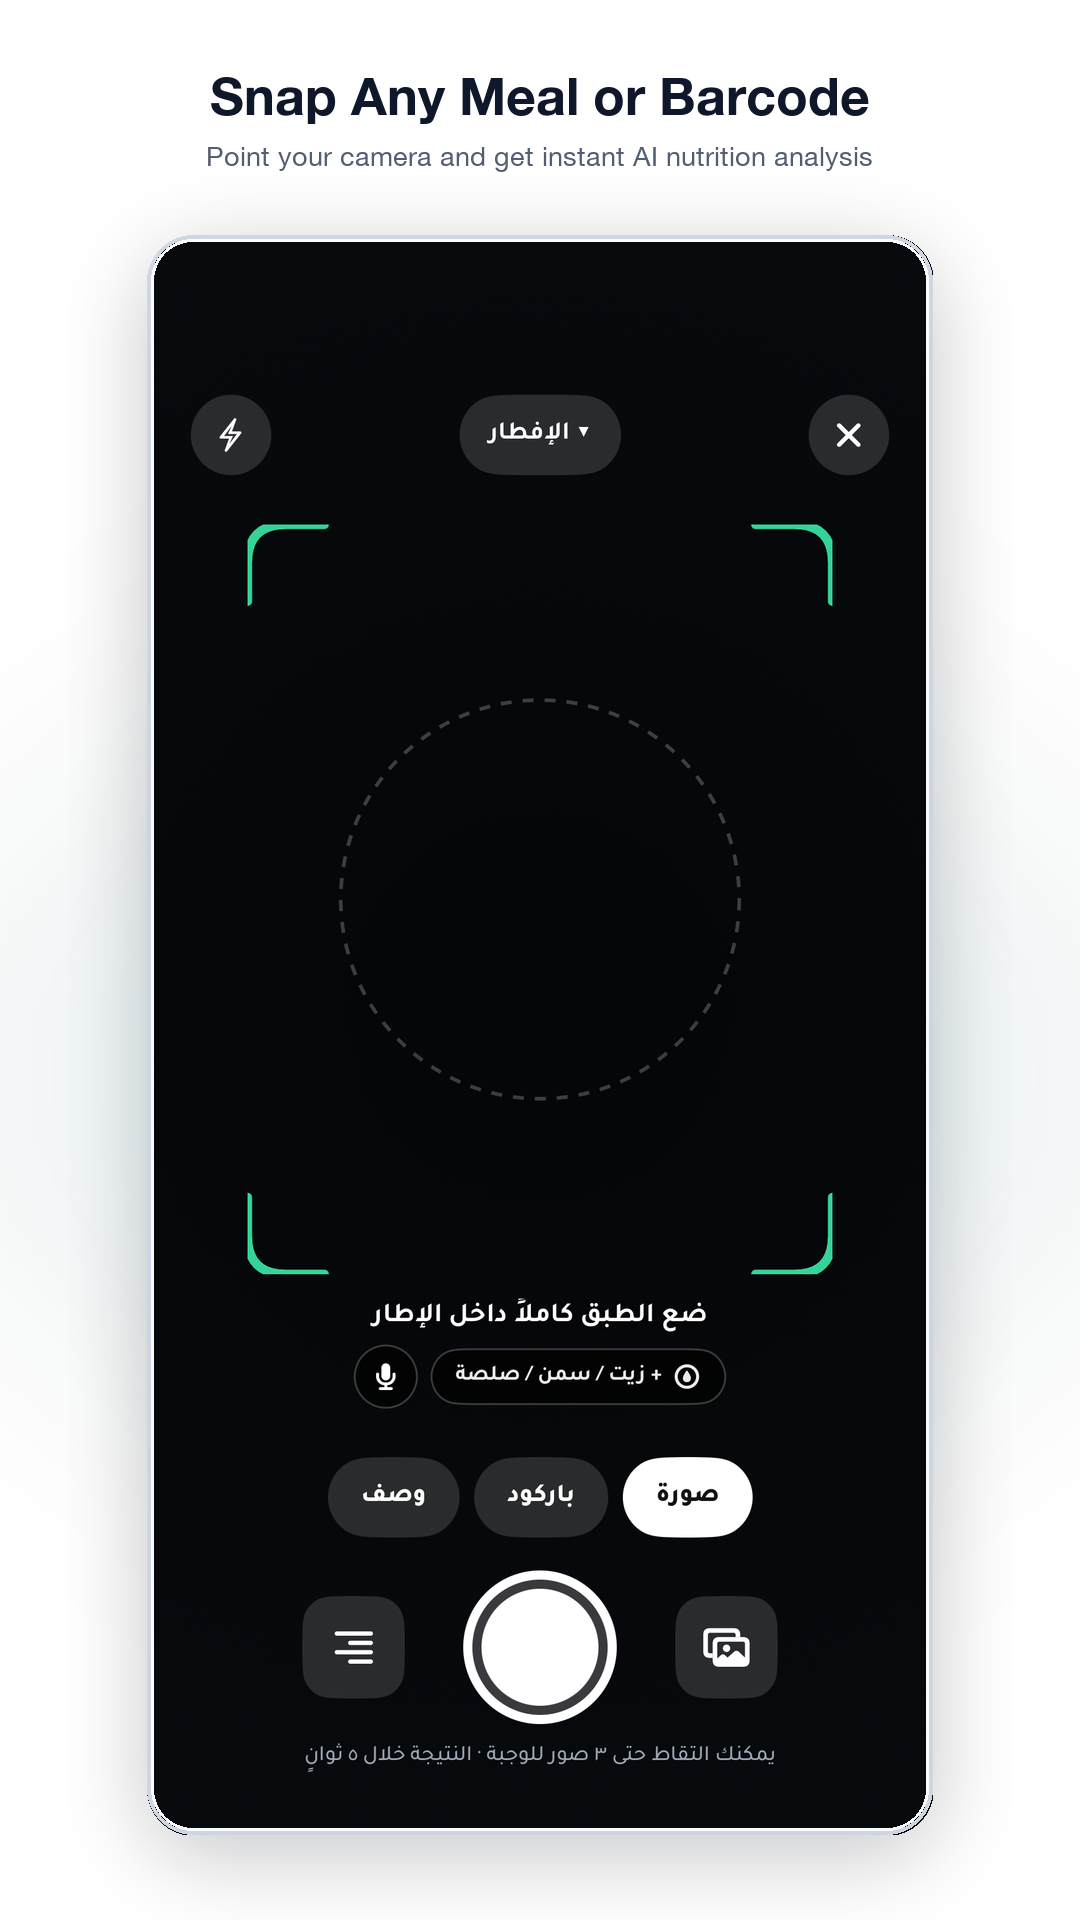 Snap Any Meal or Barcode
Point your camera and get instant AI nutrition analysis
الإفطار ▾
ضع الطبق كاملاً داخل الإطار
+ زيت / سمن / صلصة
صورة
باركود
وصف
يمكنك التقاط حتى ٣ صور للوجبة · النتيجة خلال ٥ ثوانٍ